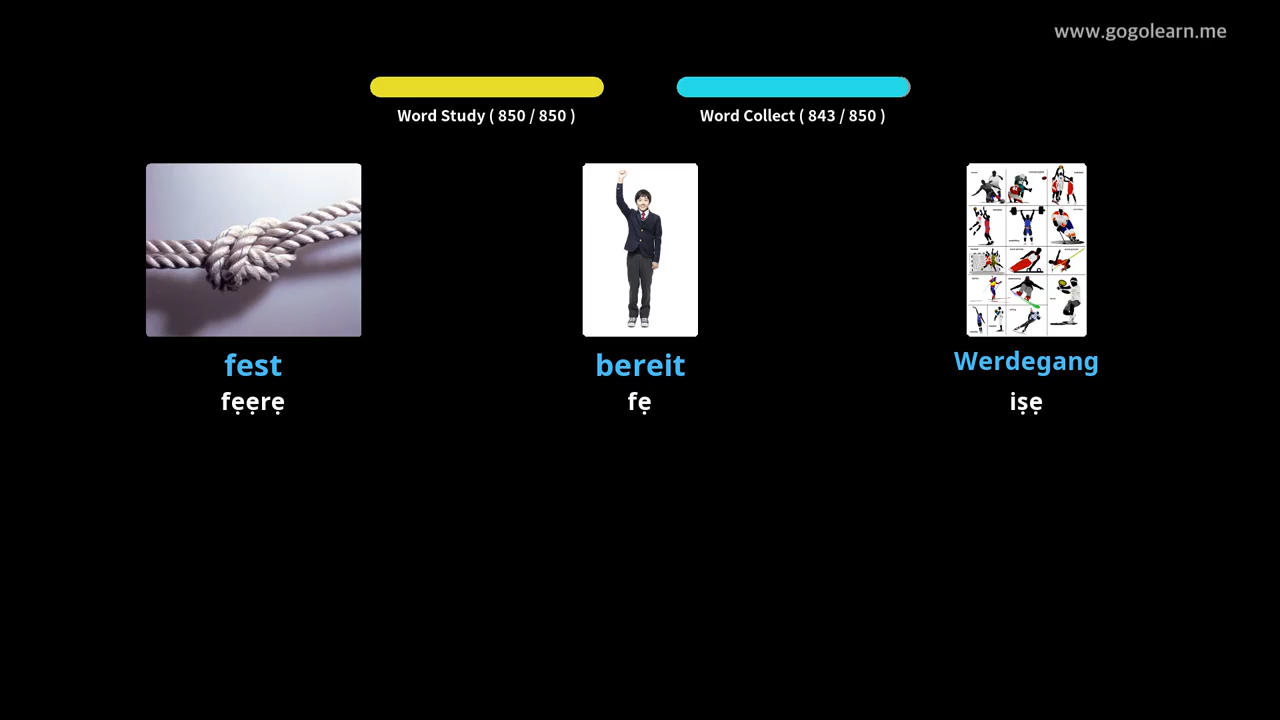 www.gogolearn.me
Word Study ( 850 / 850 )
Word Collect ( 843 / 850 )
fest
bereit
Werdegang
fẹẹrẹ
fẹ
iṣẹ